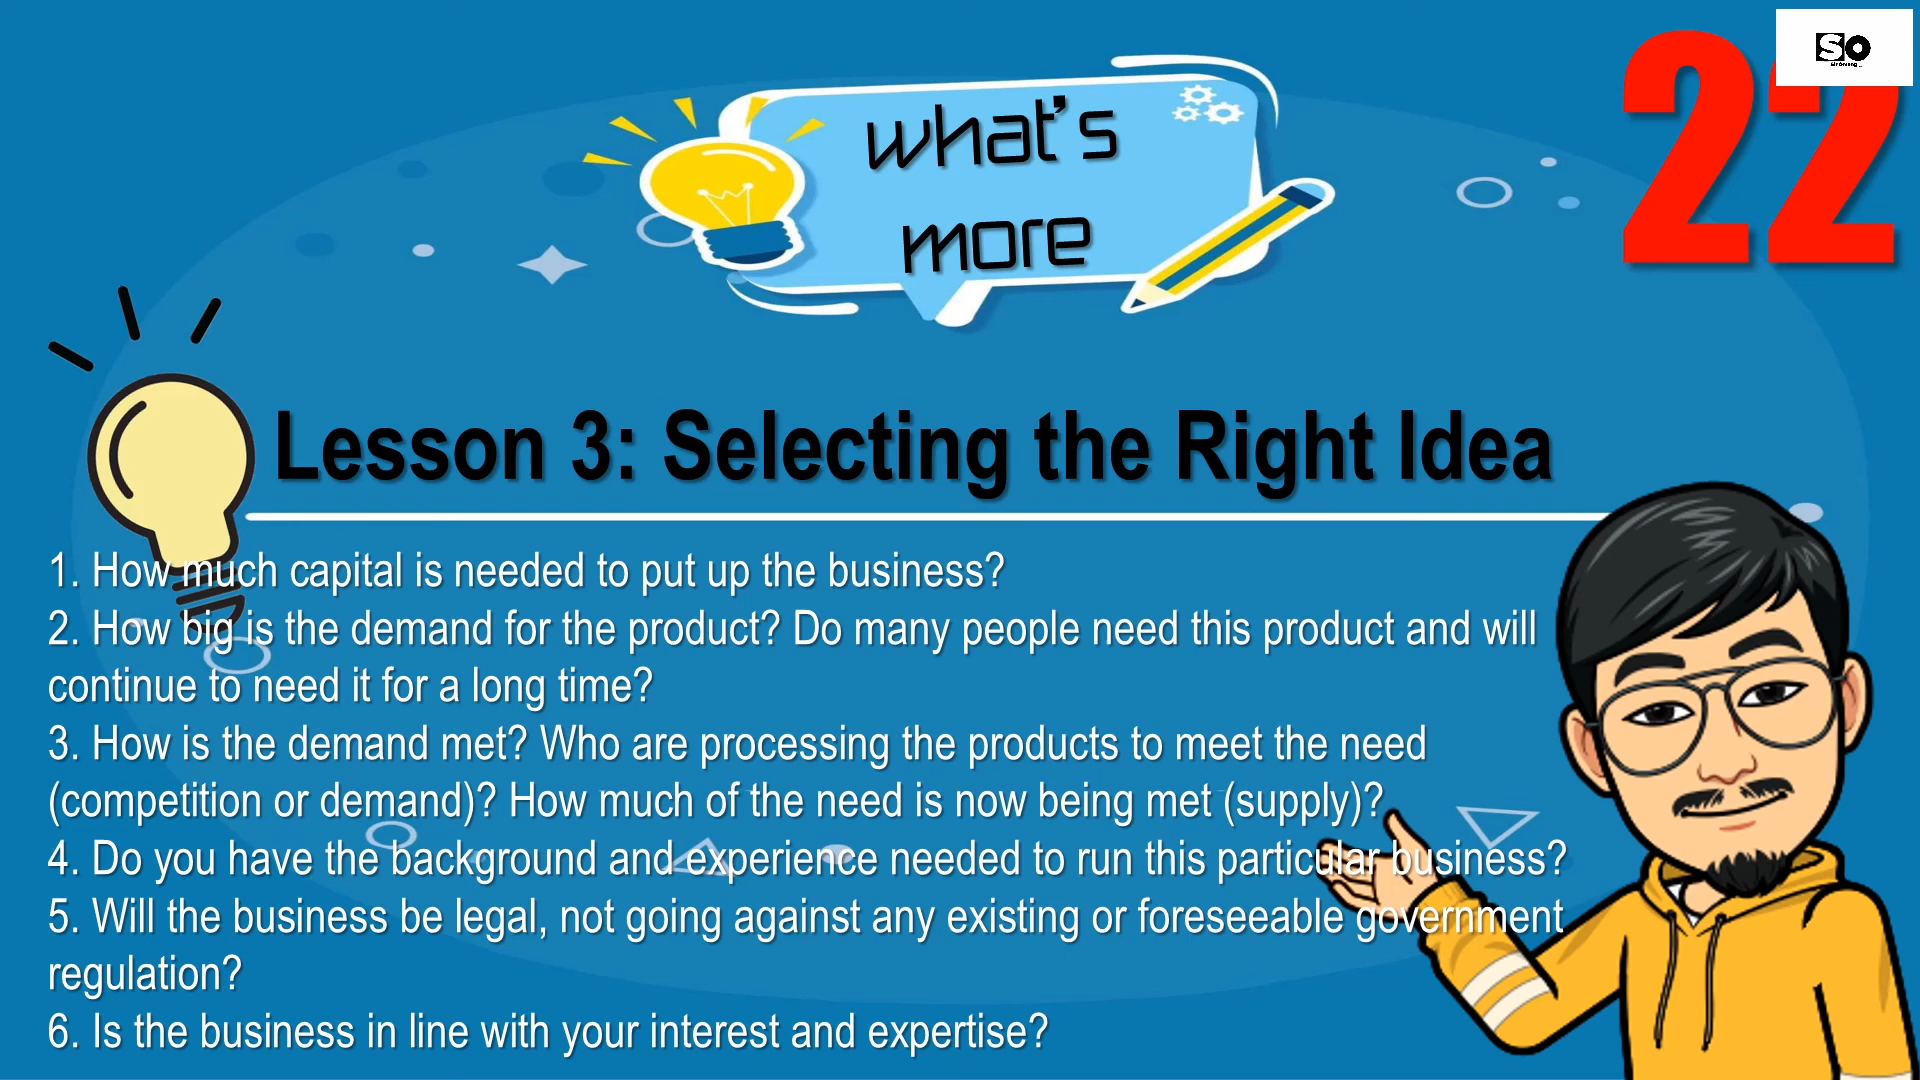 what's
more
22
SO
Lesson 3: Selecting the Right Idea
1. How much capital is needed to put up the business?
2. How big is the demand for the product? Do many people need this product and will
continue to need it for a long time?
3. How is the demand met? Who are processing the products to meet the need
(competition or demand)? How much of the need is now being met (supply)?
4. Do you have the background and experience needed to run this particular business?
5. Will the business be legal, not going against any existing or foreseeable government
regulation?
6. Is the business in line with your interest and expertise?